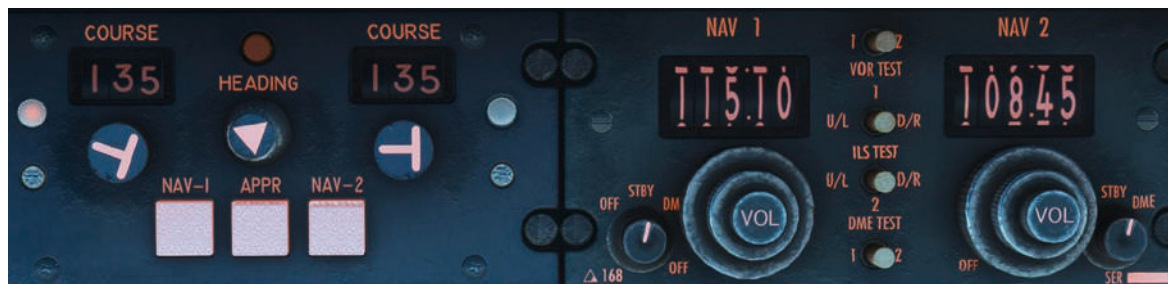 COURSE
135
HEADING
COURSE
135
NAV-1
APPR
NAV-2
NAV 1
115.10
OFF
STBY
DM
OFF
VOL
168
1 2
VOR TEST
1
U/L D/R
ILS TEST
U/L D/R
2
DME TEST
1 2
NAV 2
108.45
VOL
OFF
STBY
DME
SER